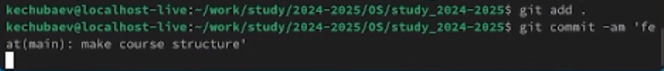 kechubaev@localhost-live:~/work/study/2024-2025/OS/study_2024-2025$ git add .
kechubaev@localhost-live:~/work/study/2024-2025/OS/study_2024-2025$ git commit -am 'fe
at(main): make course structure'